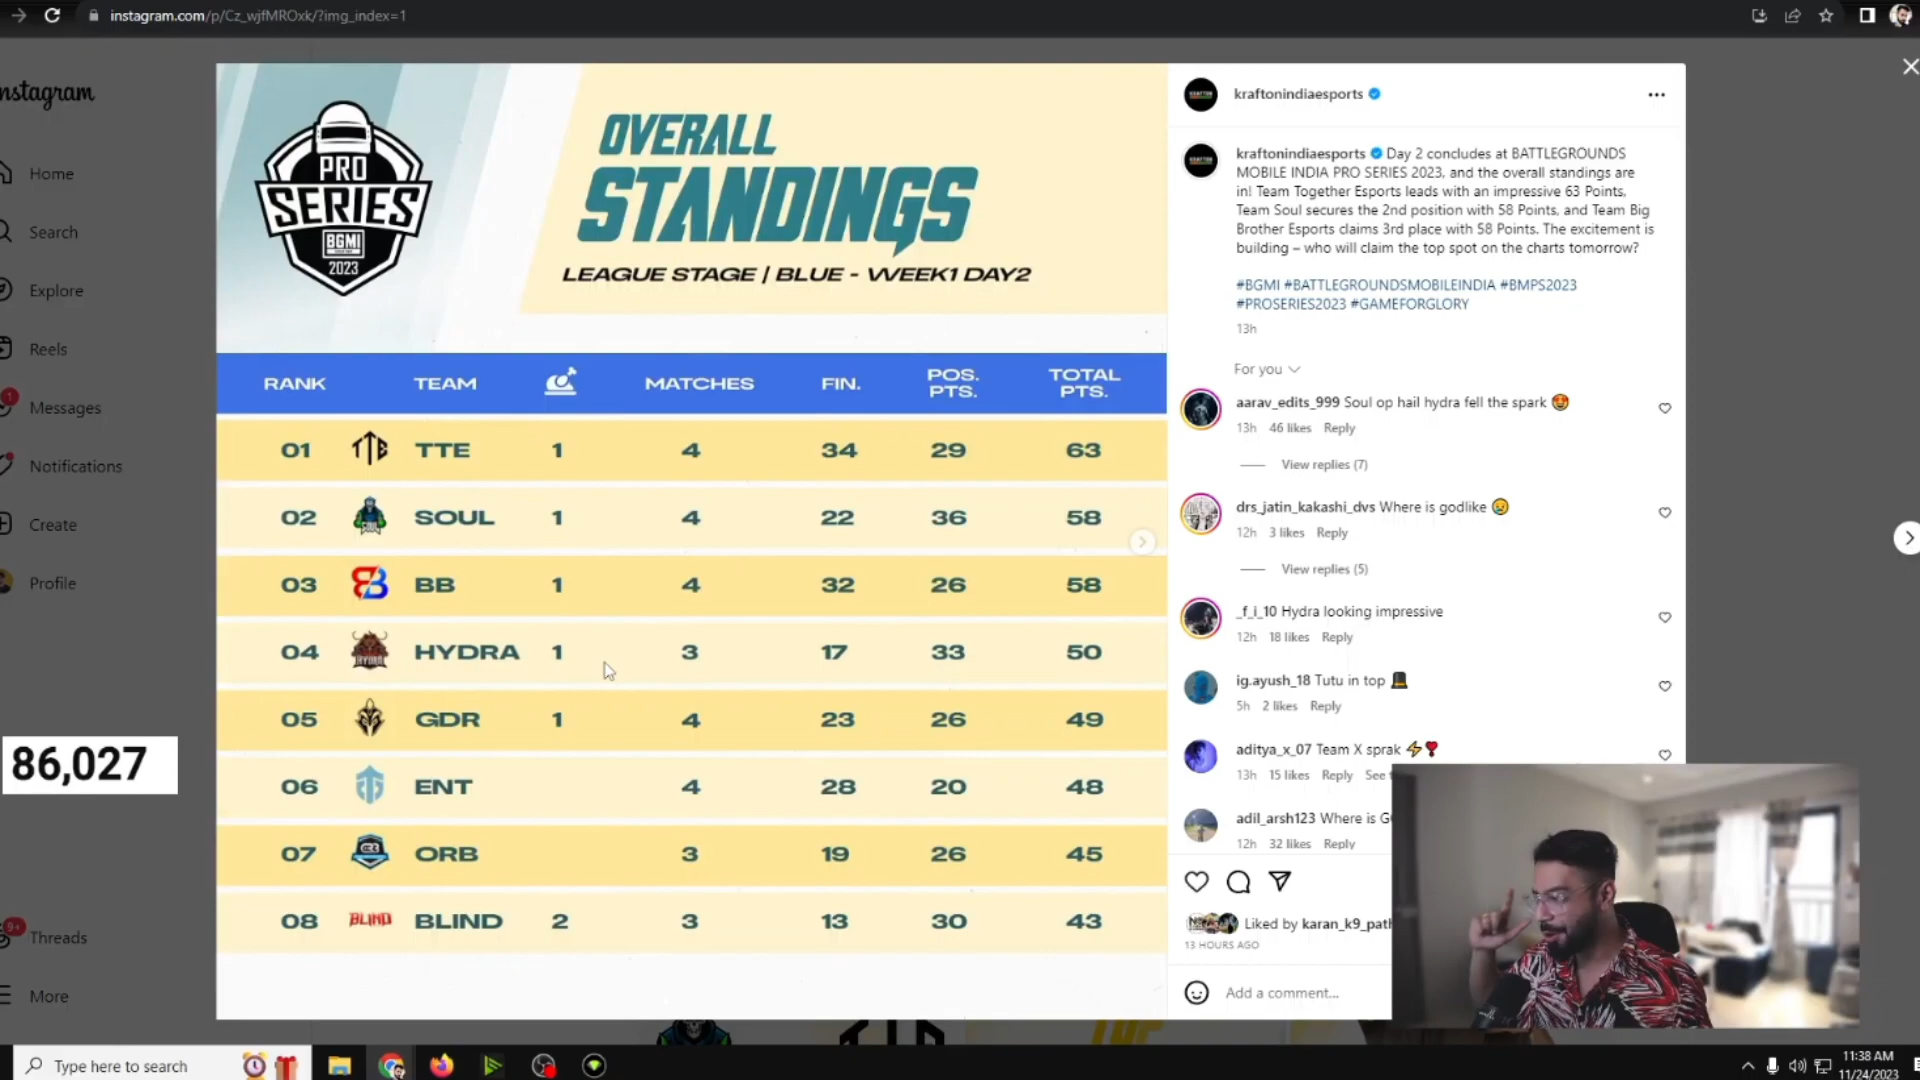 instagram.com/p/Cz_wjfMROxk/?img_index=1
nstagram
Home
Search
Explore
Reels
1
Messages
Notifications
Create
Profile
86,027
9+
Threads
More
PRO
SERIES
BGMI
2023
OVERALL
STANDINGS
LEAGUE STAGE | BLUE - WEEK1 DAY2
RANK TEAM MATCHES FIN. POS. PTS. TOTAL PTS.
01 TTE 1 4 34 29 63
02 SOUL SOUL 1 4 22 36 58
03 BB 1 4 32 26 58
04 HYDRA HYDRA 1 3 17 33 50
05 GDR 1 4 23 26 49
06 ENT 4 28 20 48
07 ORB 3 19 26 45
08 BLIND BLIND 2 3 13 30 43
kraftonindiaesports
kraftonindiaesports Day 2 concludes at BATTLEGROUNDS
MOBILE INDIA PRO SERIES 2023, and the overall standings are
in! Team Together Esports leads with an impressive 63 Points,
Team Soul secures the 2nd position with 58 Points, and Team Big
Brother Esports claims 3rd place with 58 Points. The excitement is
building – who will claim the top spot on the charts tomorrow?
#BGMI #BATTLEGROUNDSMOBILEINDIA #BMPS2023
#PROSERIES2023 #GAMEFORGLORY
13h
For you
aarav_edits_999 Soul op hail hydra fell the spark 😍
13h 46 likes Reply
View replies (7)
drs_jatin_kakashi_dvs Where is godlike 😥
12h 3 likes Reply
View replies (5)
_f_i_10 Hydra looking impressive
12h 18 likes Reply
ig.ayush_18 Tutu in top 🎩
5h 2 likes Reply
aditya_x_07 Team X sprak ⚡❣️
13h 15 likes Reply See t
adil_arsh123 Where is G
12h 32 likes Reply
Liked by karan_k9_path
13 HOURS AGO
Add a comment...
Type here to search
11:38 AM
11/24/2023